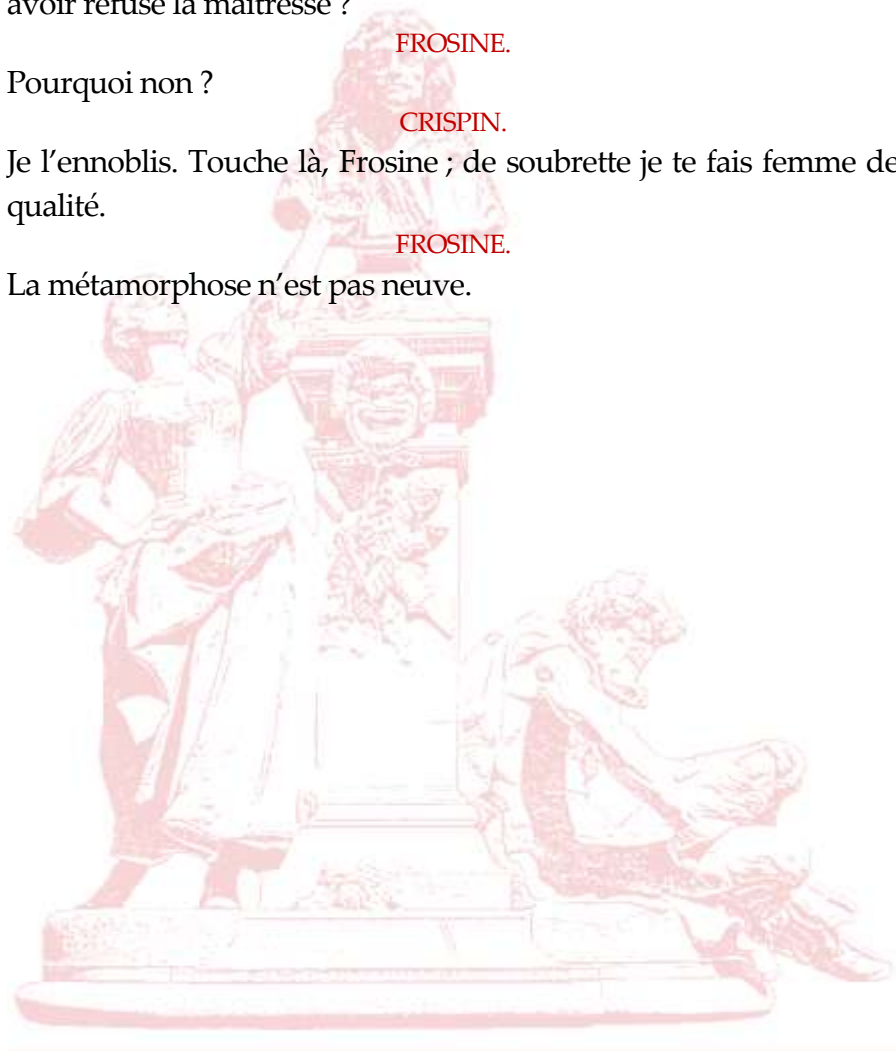 avoir refusé la maîtresse ?
FROSINE.
Pourquoi non ?
CRISPIN.
Je l’ennoblis. Touche là, Frosine ; de soubrette je te fais femme de
qualité.
FROSINE.
La métamorphose n’est pas neuve.